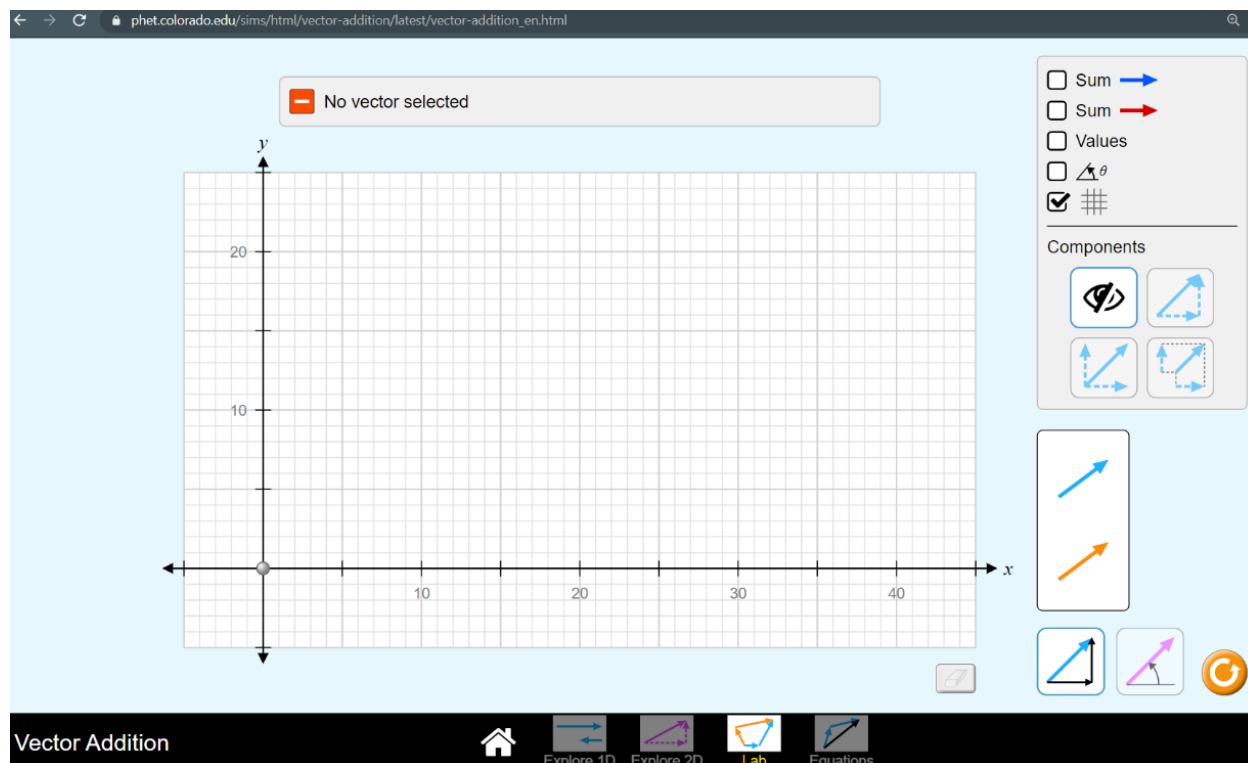 phet.colorado.edu/sims/html/vector-addition/latest/vector-addition_en.html
No vector selected
Sum
Sum
Values
θ
Components
y
20
10
x
10 20 30 40
Vector Addition
Explore 1D Explore 2D Lab Equations